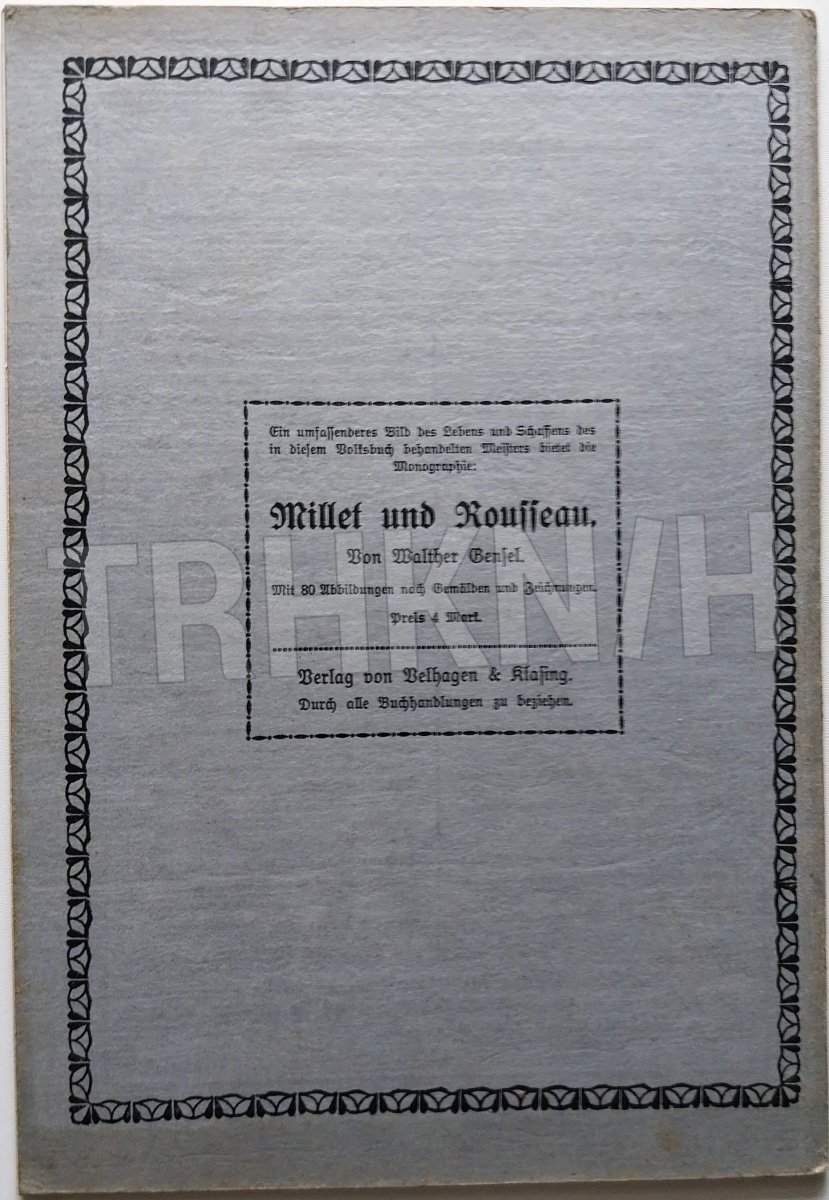 Ein umfassenderes Bild des Lebens und Schaffens des
in diesem Volksbuch behandelten Meisters bietet die
Monographie:
Millet und Rousseau.
Von Walther Gensel.
Mit 80 Abbildungen nach Gemälden und Zeichnungen.
Preis 4 Mark.
Verlag von Velhagen & Klasing.
Durch alle Buchhandlungen zu beziehen.
TRHKN/H